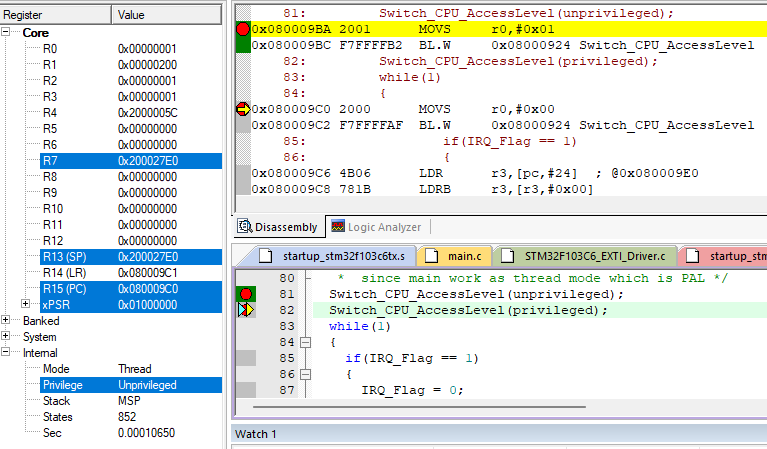 Register Value
Core
R0 0x00000001
R1 0x00000200
R2 0x00000001
R3 0x00000001
R4 0x2000005C
R5 0x00000000
R6 0x00000000
R7 0x200027E0
R8 0x00000000
R9 0x00000000
R10 0x00000000
R11 0x00000000
R12 0x00000000
R13 (SP) 0x200027E0
R14 (LR) 0x080009C1
R15 (PC) 0x080009C0
xPSR 0x01000000
Banked
System
Internal
Mode Thread
Privilege Unprivileged
Stack MSP
States 852
Sec 0.00010650
81: Switch_CPU_AccessLevel(unprivileged);
0x080009BA 2001 MOVS r0,#0x01
0x080009BC F7FFFFB2 BL.W 0x08000924 Switch_CPU_AccessLevel
82: Switch_CPU_AccessLevel(privileged);
83: while(1)
84: {
0x080009C0 2000 MOVS r0,#0x00
0x080009C2 F7FFFFAF BL.W 0x08000924 Switch_CPU_AccessLevel
85: if(IRQ_Flag == 1)
86: {
0x080009C6 4B06 LDR r3,[pc,#24] ; @0x080009E0
0x080009C8 781B LDRB r3,[r3,#0x00]
Disassembly Logic Analyzer
startup_stm32f103c6tx.s main.c STM32F103C6_EXTI_Driver.c startup_stm
80 * since main work as thread mode which is PAL */
81 Switch_CPU_AccessLevel(unprivileged);
82 Switch_CPU_AccessLevel(privileged);
83 while(1)
84 {
85 if(IRQ_Flag == 1)
86 {
87 IRQ_Flag = 0;
Watch 1